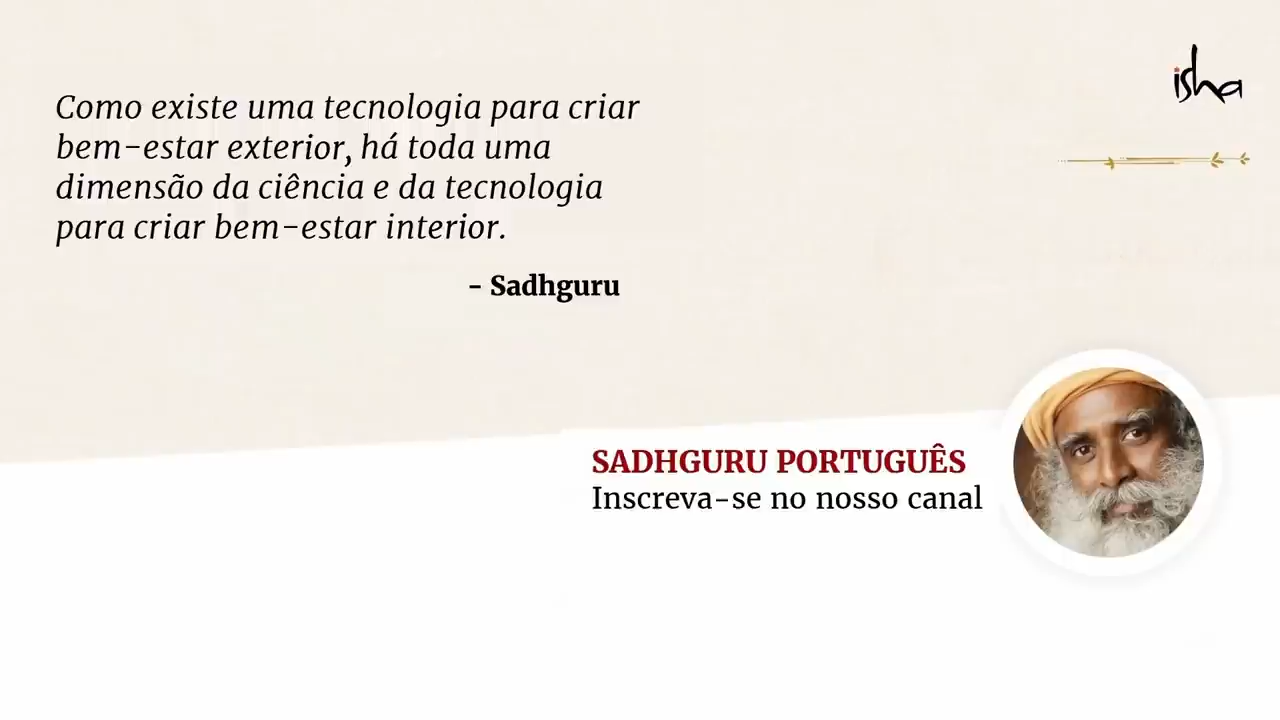 isha
Como existe uma tecnologia para criar
bem-estar exterior, há toda uma
dimensão da ciência e da tecnologia
para criar bem-estar interior.
- Sadhguru
SADHGURU PORTUGUÊS
Inscreva-se no nosso canal